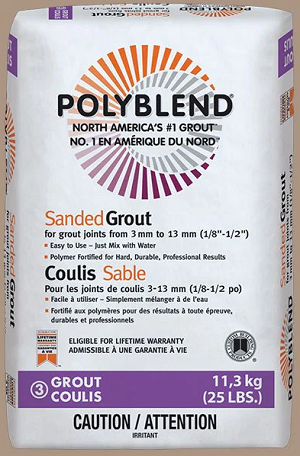 POLYBLEND®
NORTH AMERICA'S #1 GROUT
NO. 1 EN AMÉRIQUE DU NORD
Sanded Grout
for grout joints from 3 mm to 13 mm (1/8"-1/2")
• Easy to Use – Just Mix with Water
• Polymer Fortified for Hard, Durable, Professional Results
Coulis Sable
Pour les joints de coulis 3-13 mm (1/8-1/2 po)
• Facile à utiliser – Simplement mélanger à de l'eau
• Fortifié aux polymères pour des résultats à toute épreuve,
durables et professionnels
LIFETIME
WARRANTY
ELIGIBLE FOR LIFETIME WARRANTY
ADMISSIBLE À UNE GARANTIE À VIE
3 GROUT
COULIS
11,3 kg
(25 LBS.)
CAUTION / ATTENTION
IRRITANT